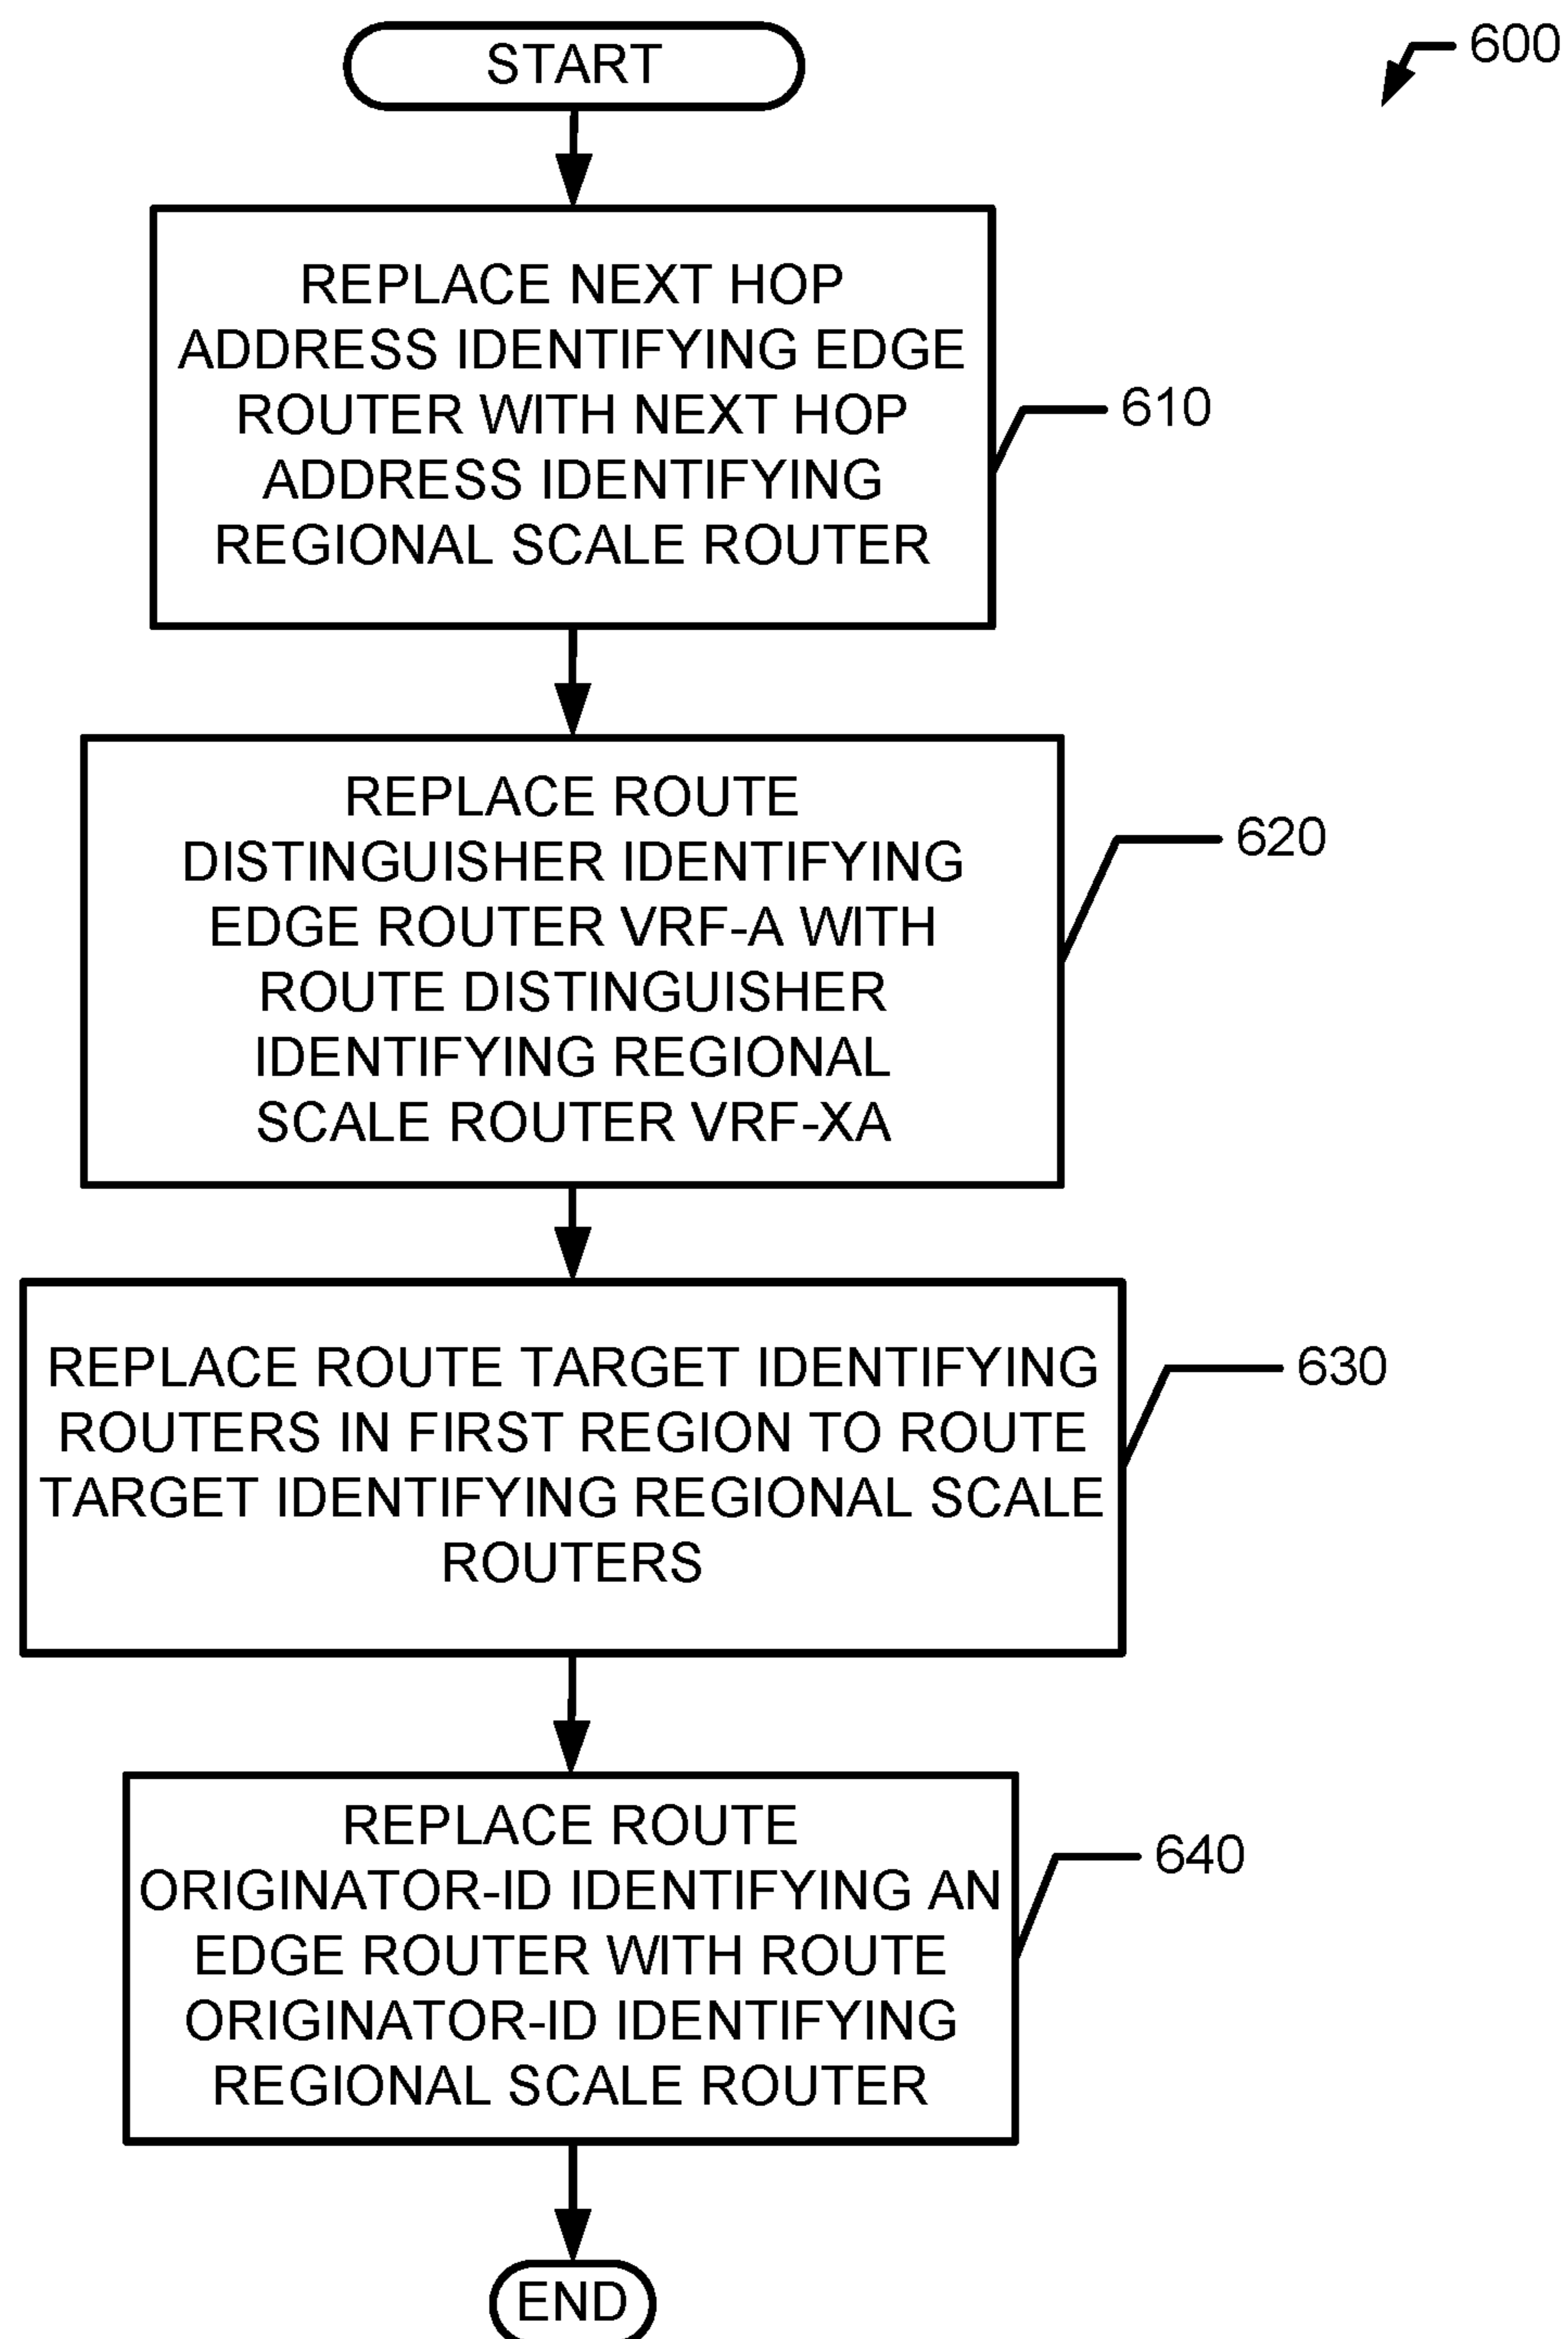 START
600
REPLACE NEXT HOP
ADDRESS IDENTIFYING EDGE
ROUTER WITH NEXT HOP
ADDRESS IDENTIFYING
REGIONAL SCALE ROUTER
610
REPLACE ROUTE
DISTINGUISHER IDENTIFYING
EDGE ROUTER VRF-A WITH
ROUTE DISTINGUISHER
IDENTIFYING REGIONAL
SCALE ROUTER VRF-XA
620
REPLACE ROUTE TARGET IDENTIFYING
ROUTERS IN FIRST REGION TO ROUTE
TARGET IDENTIFYING REGIONAL SCALE
ROUTERS
630
REPLACE ROUTE
ORIGINATOR-ID IDENTIFYING AN
EDGE ROUTER WITH ROUTE
ORIGINATOR-ID IDENTIFYING
REGIONAL SCALE ROUTER
640
END